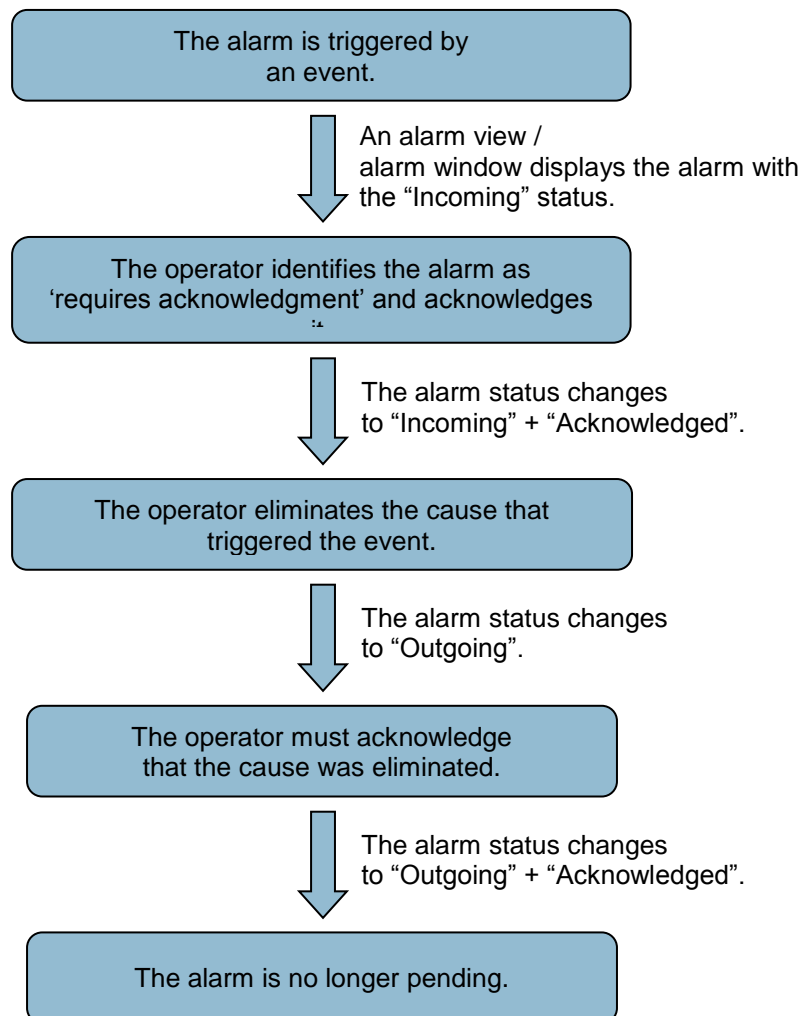 The alarm is triggered by
an event.
An alarm view /
alarm window displays the alarm with
the “Incoming” status.
The operator identifies the alarm as
‘requires acknowledgment’ and acknowledges
The alarm status changes
to “Incoming” + “Acknowledged”.
The operator eliminates the cause that
triggered the event.
The alarm status changes
to “Outgoing”.
The operator must acknowledge
that the cause was eliminated.
The alarm status changes
to “Outgoing” + “Acknowledged”.
The alarm is no longer pending.